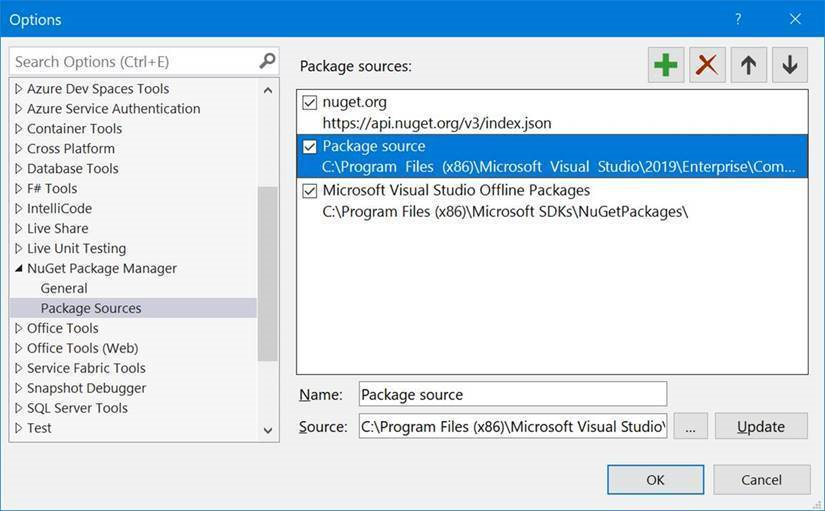 Options
?
Search Options (Ctrl+E)
Azure Dev Spaces Tools
Azure Service Authentication
Container Tools
Cross Platform
Database Tools
F# Tools
IntelliCode
Live Share
Live Unit Testing
NuGet Package Manager
General
Package Sources
Office Tools
Office Tools (Web)
Service Fabric Tools
Snapshot Debugger
SQL Server Tools
Test
Package sources:
nuget.org
https://api.nuget.org/v3/index.json
Package source
C:\Program Files (x86)\Microsoft Visual Studio\2019\Enterprise\Com...
Microsoft Visual Studio Offline Packages
C:\Program Files (x86)\Microsoft SDKs\NuGetPackages\
Name: Package source
Source: C:\Program Files (x86)\Microsoft Visual Studio\ ... Update
OK Cancel